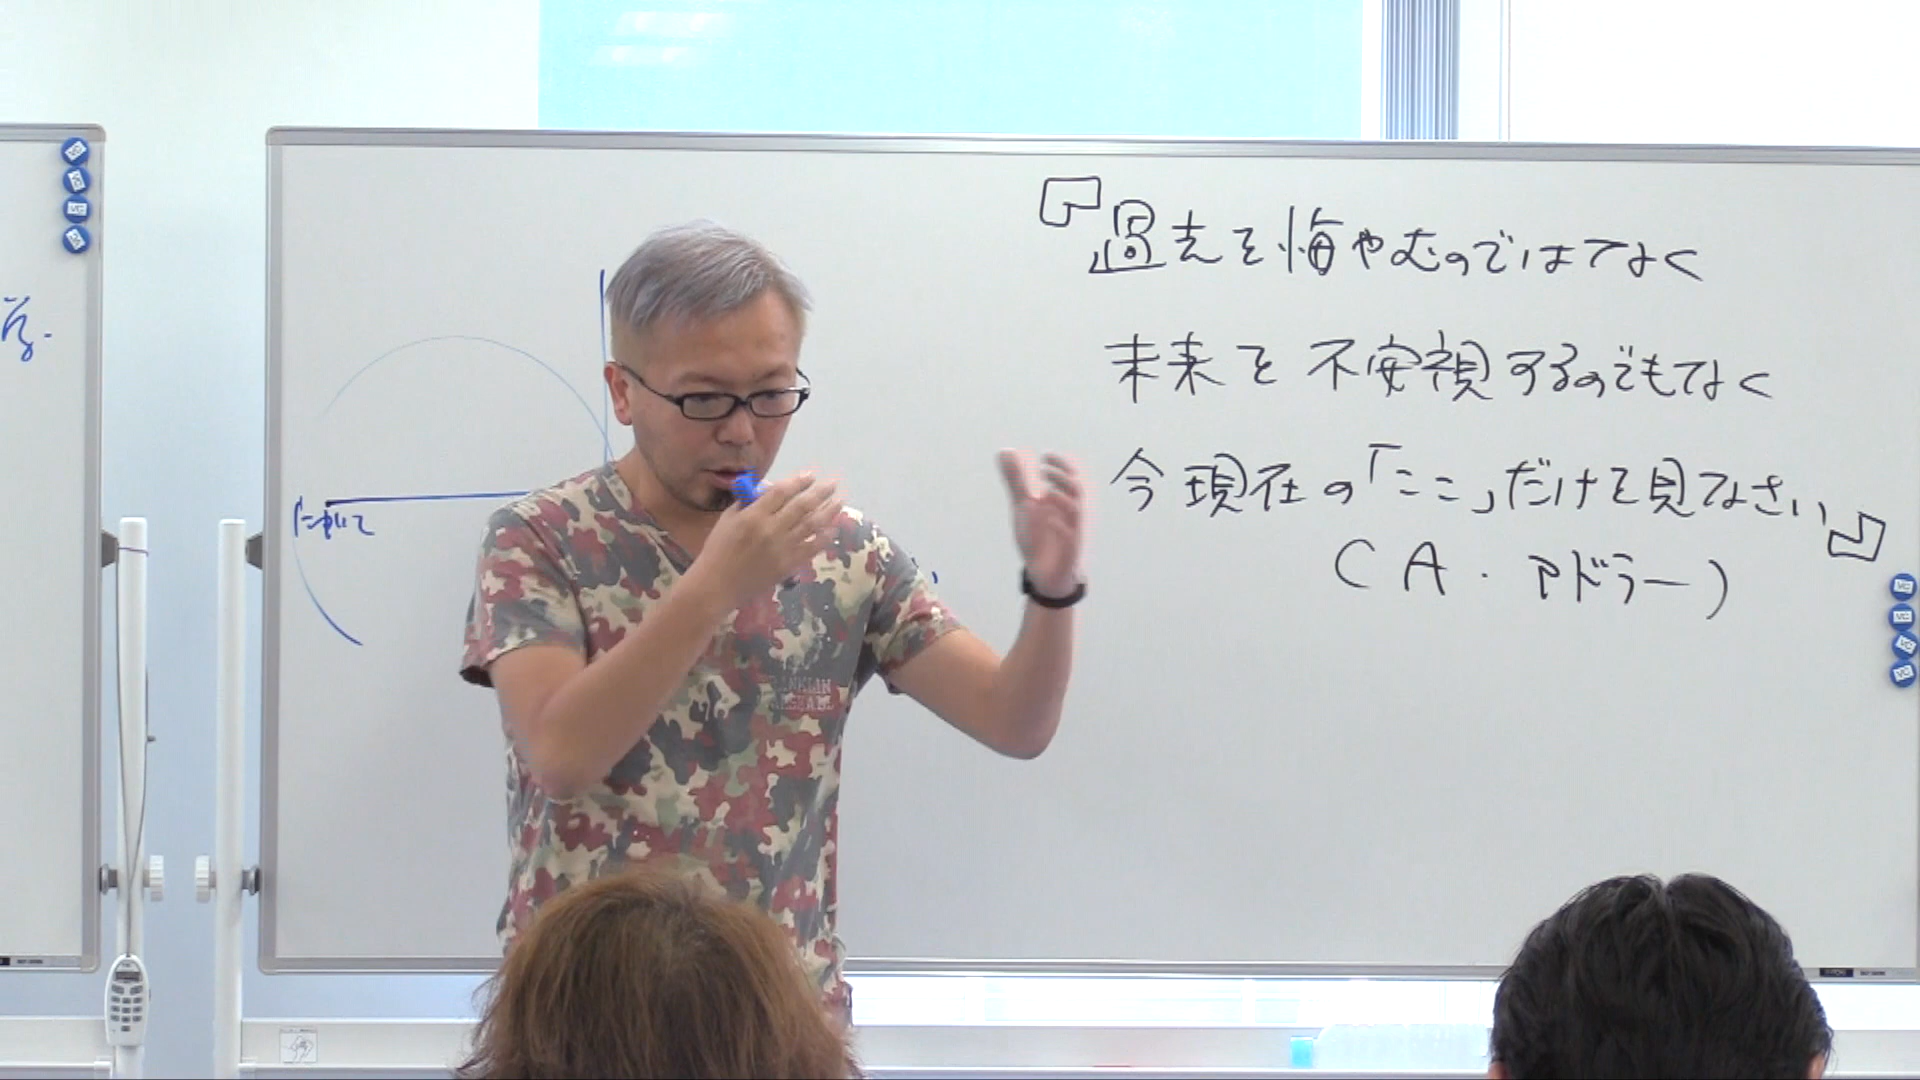 『過去を悔やむのではなく
未来を不安視するのでもなく
今現在の「ここ」だけを見なさい』
(A.アドラー)